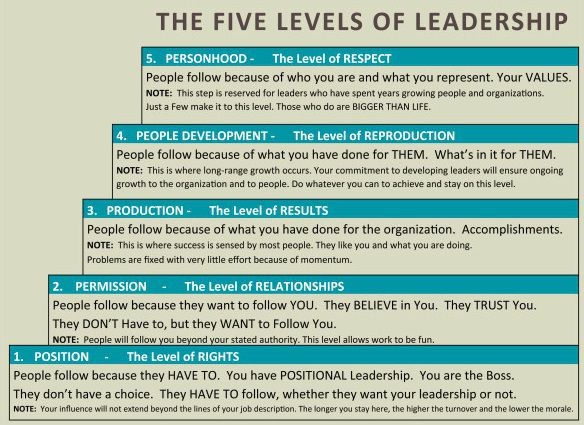 THE FIVE LEVELS OF LEADERSHIP
5. PERSONHOOD - The Level of RESPECT
People follow because of who you are and what you represent. Your VALUES.
NOTE: This step is reserved for leaders who have spent years growing people and organizations.
Just a Few make it to this level. Those who do are BIGGER THAN LIFE.
4. PEOPLE DEVELOPMENT - The Level of REPRODUCTION
People follow because of what you have done for THEM. What's in it for THEM.
NOTE: This is where long-range growth occurs. Your commitment to developing leaders will ensure ongoing
growth to the organization and to people. Do whatever you can to achieve and stay on this level.
3. PRODUCTION - The Level of RESULTS
People follow because of what you have done for the organization. Accomplishments.
NOTE: This is where success is sensed by most people. They like you and what you are doing.
Problems are fixed with very little effort because of momentum.
2. PERMISSION - The Level of RELATIONSHIPS
People follow because they want to follow YOU. They BELIEVE in You. They TRUST You.
They DON'T Have to, but they WANT to Follow You.
NOTE: People will follow you beyond your stated authority. This level allows work to be fun.
1. POSITION - The Level of RIGHTS
People follow because they HAVE TO. You have POSITIONAL Leadership. You are the Boss.
They don't have a choice. They HAVE TO follow, whether they want your leadership or not.
NOTE: Your influence will not extend beyond the lines of your job description. The longer you stay here, the higher the turnover and the lower the morale.